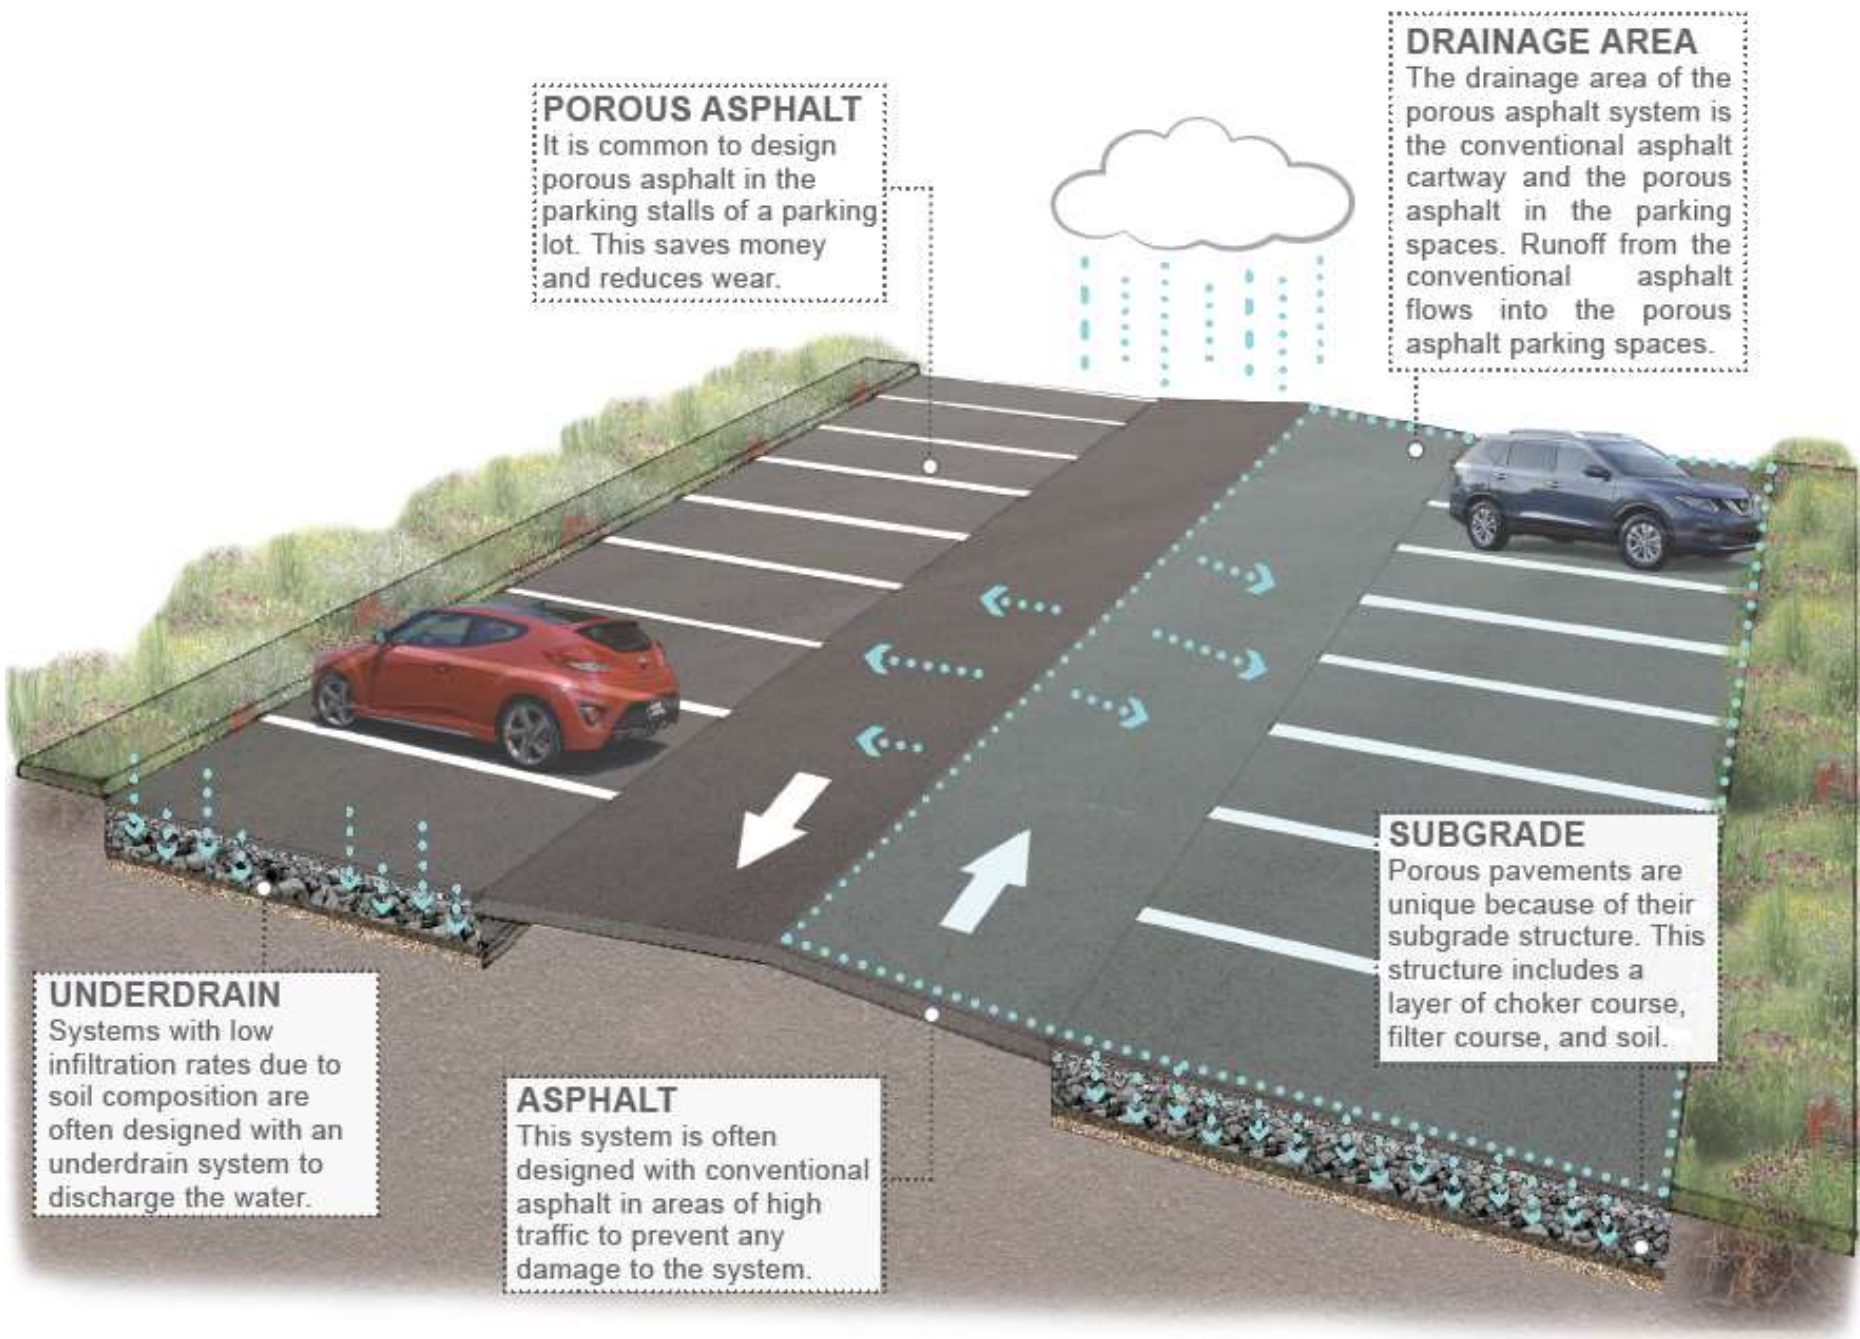 POROUS ASPHALT
It is common to design
porous asphalt in the
parking stalls of a parking
lot. This saves money
and reduces wear.
DRAINAGE AREA
The drainage area of the
porous asphalt system is
the conventional asphalt
cartway and the porous
asphalt in the parking
spaces. Runoff from the
conventional asphalt
flows into the porous
asphalt parking spaces.
SUBGRADE
Porous pavements are
unique because of their
subgrade structure. This
structure includes a
layer of choker course,
filter course, and soil.
UNDERDRAIN
Systems with low
infiltration rates due to
soil composition are
often designed with an
underdrain system to
discharge the water.
ASPHALT
This system is often
designed with conventional
asphalt in areas of high
traffic to prevent any
damage to the system.